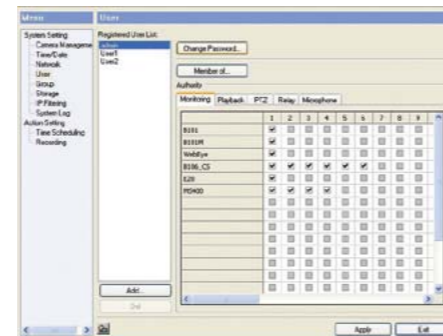 Menu
User
System Setting
Camera Manageme
Time/Date
Network
User
Group
Storage
IP Filtering
System Log
Action Setting
Time Scheduling
Recording
Registered User List:
admin
User1
User2
Add...
Del
Change Password...
Member of...
Authority
Monitoring Playback PTZ Relay Microphone
1 2 3 4 5 6 7 8 9
B101
B101M
WebEye
B106_CS
E20
Apply Exit